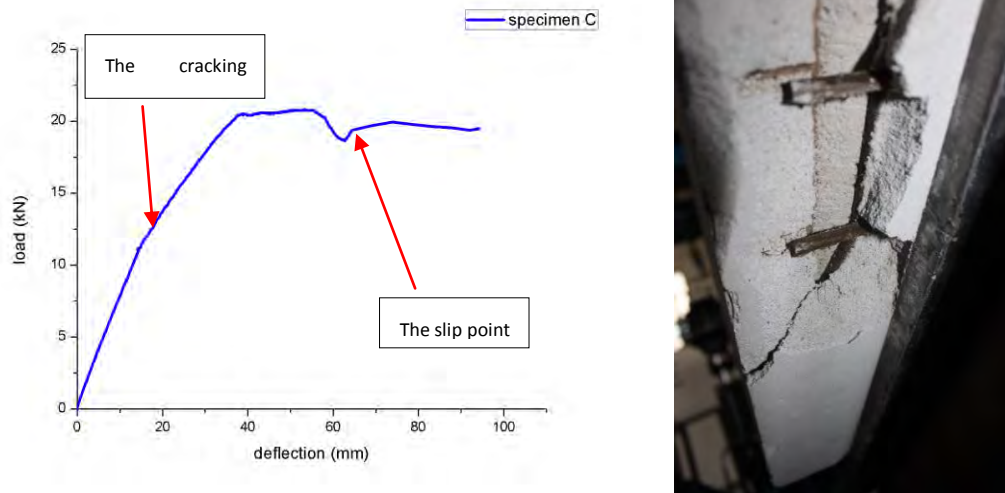 specimen C
25
The cracking
20
15
10
The slip point
5
0
0 20 40 60 80 100
load (kN)
deflection (mm)